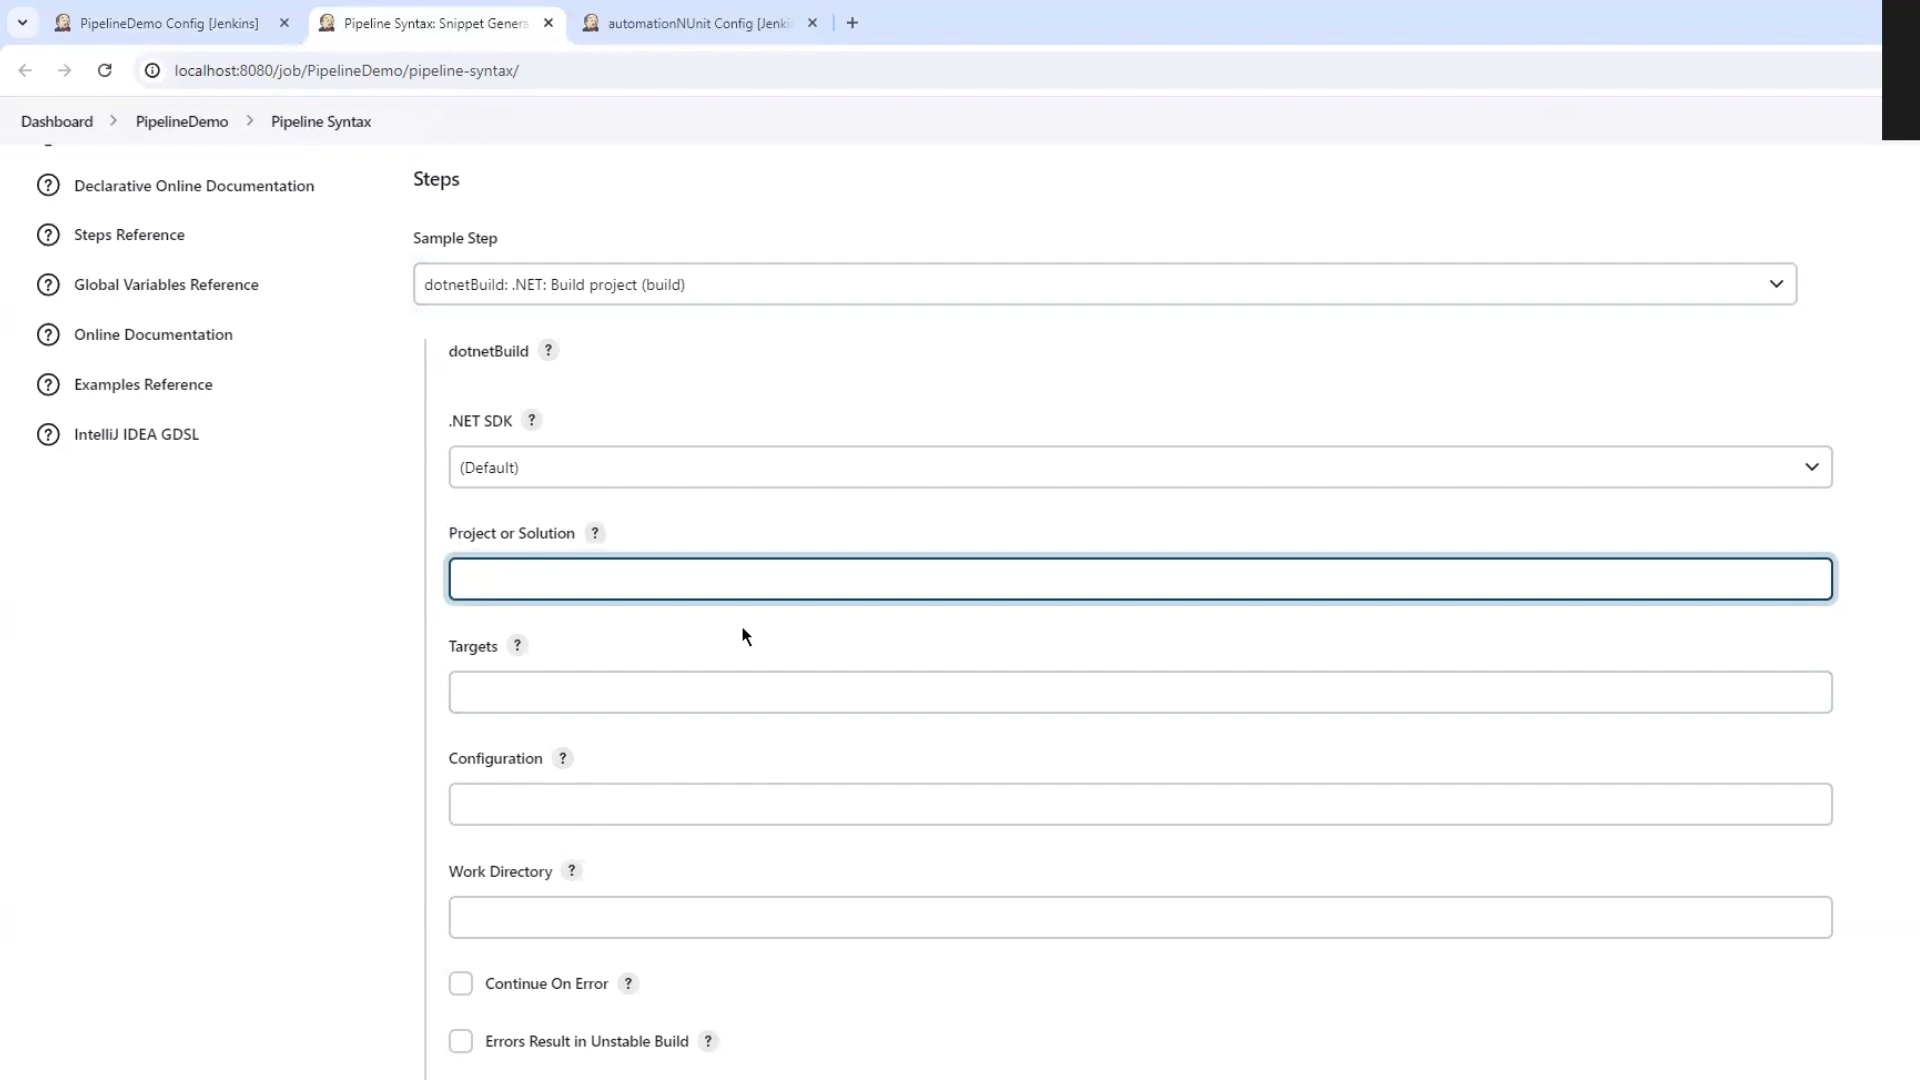 PipelineDemo Config [Jenkins]
Pipeline Syntax: Snippet Genera
automationNUnit Config [Jenki
localhost:8080/job/PipelineDemo/pipeline-syntax/
Dashboard
PipelineDemo
Pipeline Syntax
Declarative Online Documentation
Steps Reference
Global Variables Reference
Online Documentation
Examples Reference
IntelliJ IDEA GDSL
Steps
Sample Step
dotnetBuild: .NET: Build project (build)
dotnetBuild ?
.NET SDK ?
(Default)
Project or Solution ?
Targets ?
Configuration ?
Work Directory ?
Continue On Error ?
Errors Result in Unstable Build ?